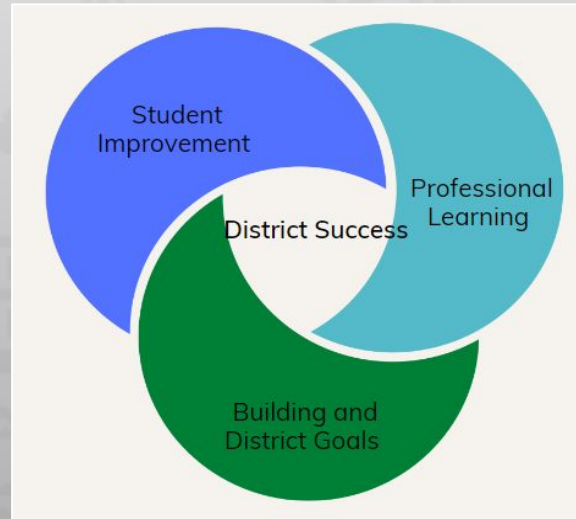 Student
Improvement
Professional
Learning
District Success
Building and
District Goals